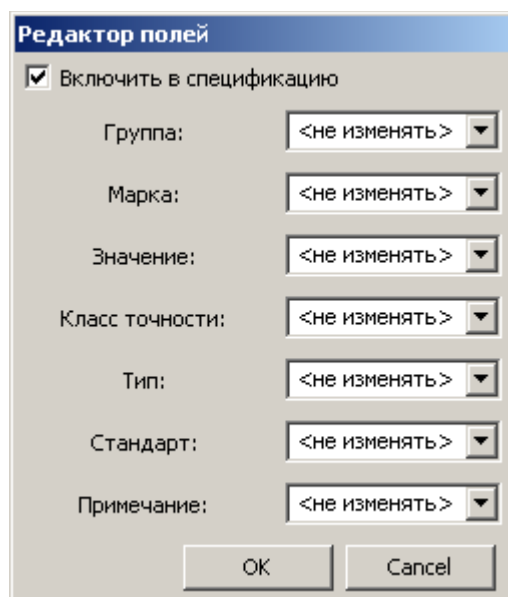 Редактор полей
Включить в спецификацию
Группа: <не изменять>
Марка: <не изменять>
Значение: <не изменять>
Класс точности: <не изменять>
Тип: <не изменять>
Стандарт: <не изменять>
Примечание: <не изменять>
OK Cancel